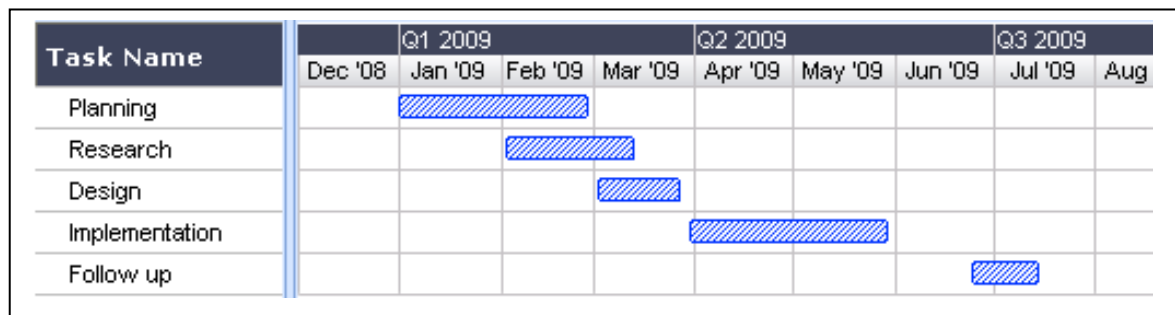 Task Name
Q1 2009 Q2 2009 Q3 2009
Dec '08 Jan '09 Feb '09 Mar '09 Apr '09 May '09 Jun '09 Jul '09 Aug
Planning
Research
Design
Implementation
Follow up